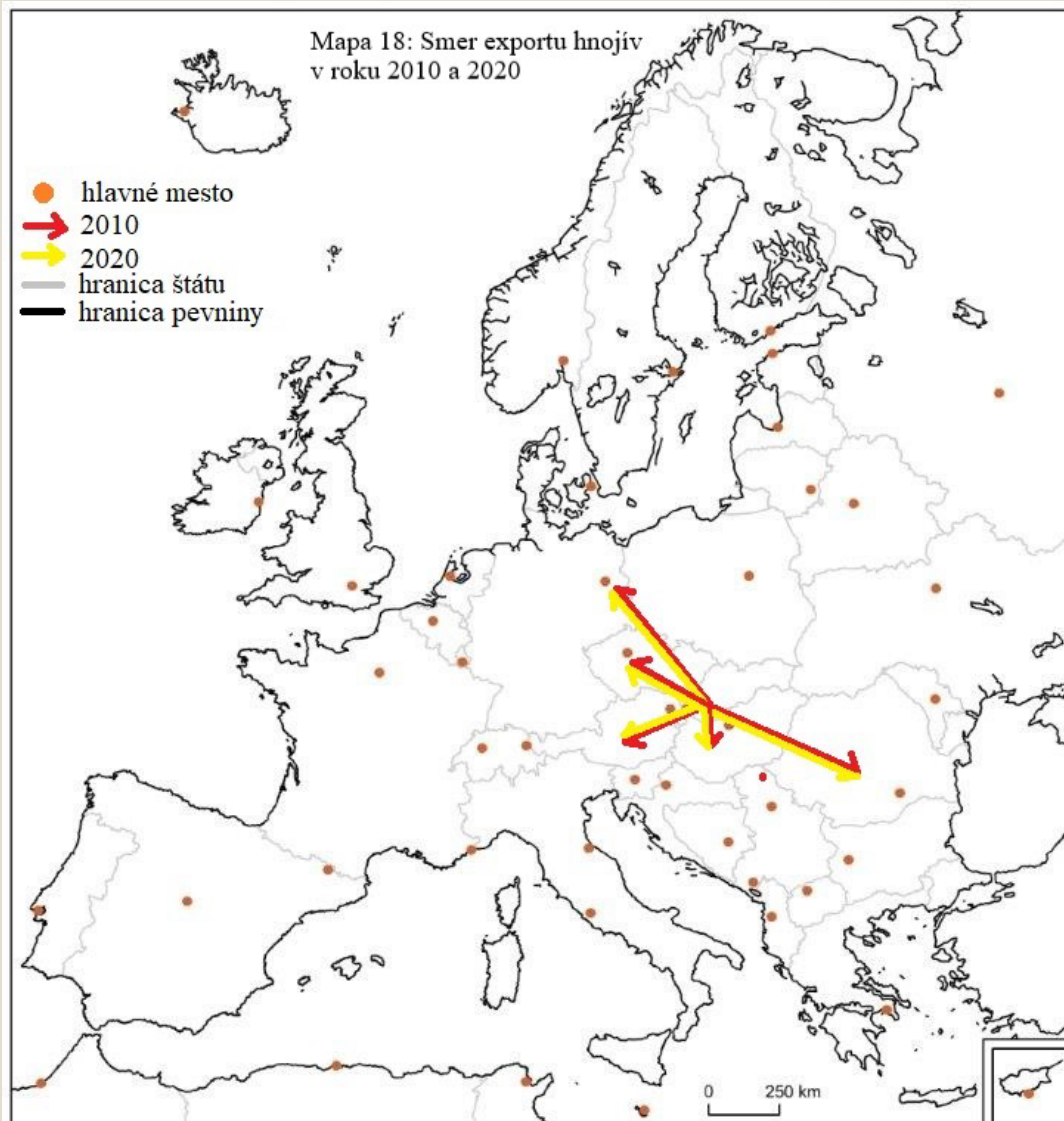 Mapa 18: Smer exportu hnojív
v roku 2010 a 2020
hlavné mesto
2010
2020
hranica štátu
hranica pevniny
0 250 km